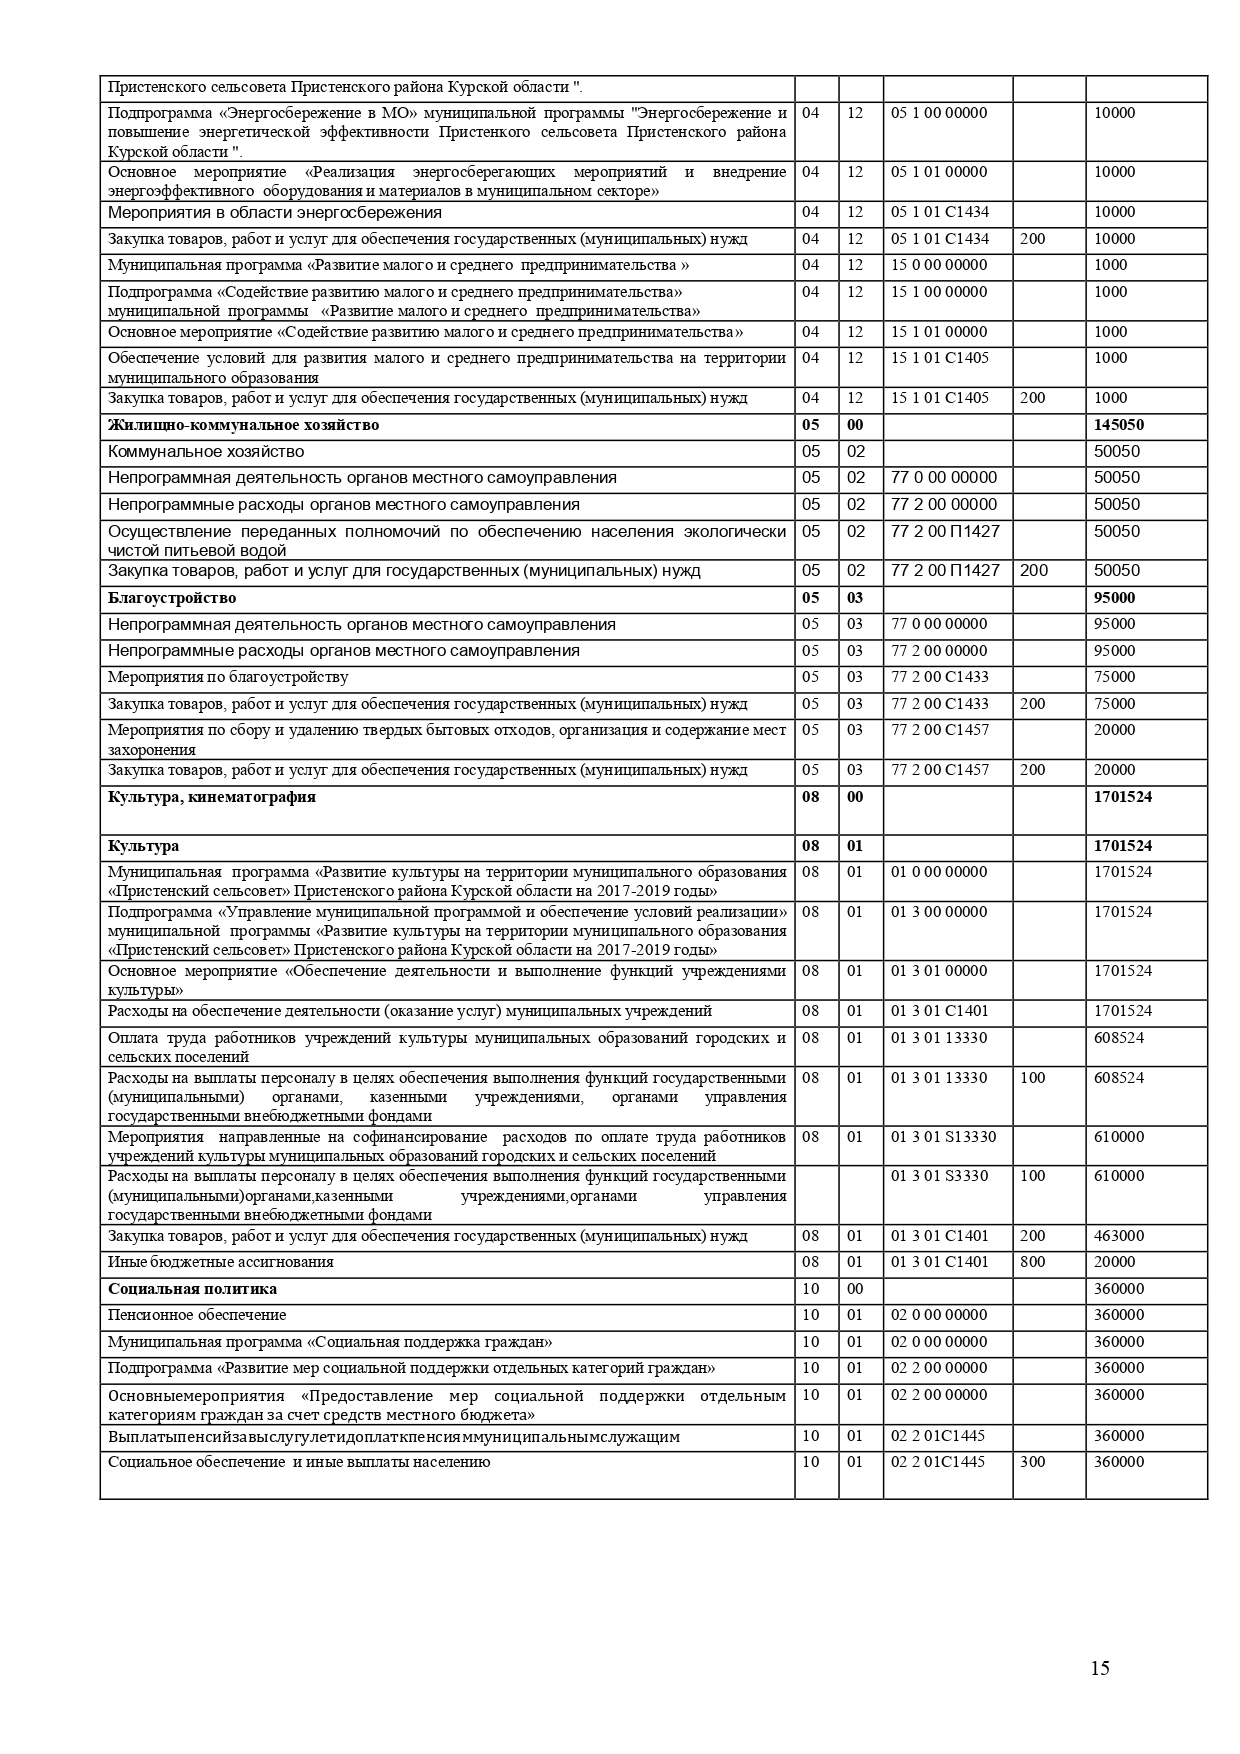 Пристенского сельсовета Пристенского района Курской области ".
Подпрограмма «Энергосбережение в МО» муниципальной программы "Энергосбережение и 04 12 05 1 00 00000 10000
повышение энергетической эффективности Пристенкого сельсовета Пристенского района
Курской области ".
Основное мероприятие «Реализация энергосберегающих мероприятий и внедрение 04 12 05 1 01 00000 10000
энергоэффективного оборудования и материалов в муниципальном секторе»
Мероприятия в области энергосбережения 04 12 05 1 01 С1434 10000
Закупка товаров, работ и услуг для обеспечения государственных (муниципальных) нужд 04 12 05 1 01 С1434 200 10000
Муниципальная программа «Развитие малого и среднего предпринимательства » 04 12 15 0 00 00000 1000
Подпрограмма «Содействие развитию малого и среднего предпринимательства» 04 12 15 1 00 00000 1000
муниципальной программы «Развитие малого и среднего предпринимательства»
Основное мероприятие «Содействие развитию малого и среднего предпринимательства» 04 12 15 1 01 00000 1000
Обеспечение условий для развития малого и среднего предпринимательства на территории 04 12 15 1 01 С1405 1000
муниципального образования
Закупка товаров, работ и услуг для обеспечения государственных (муниципальных) нужд 04 12 15 1 01 С1405 200 1000
Жилищно-коммунальное хозяйство 05 00 145050
Коммунальное хозяйство 05 02 50050
Непрограммная деятельность органов местного самоуправления 05 02 77 0 00 00000 50050
Непрограммные расходы органов местного самоуправления 05 02 77 2 00 00000 50050
Осуществление переданных полномочий по обеспечению населения экологически 05 02 77 2 00 П1427 50050
чистой питьевой водой
Закупка товаров, работ и услуг для государственных (муниципальных) нужд 05 02 77 2 00 П1427 200 50050
Благоустройство 05 03 95000
Непрограммная деятельность органов местного самоуправления 05 03 77 0 00 00000 95000
Непрограммные расходы органов местного самоуправления 05 03 77 2 00 00000 95000
Мероприятия по благоустройству 05 03 77 2 00 С1433 75000
Закупка товаров, работ и услуг для обеспечения государственных (муниципальных) нужд 05 03 77 2 00 С1433 200 75000
Мероприятия по сбору и удалению твердых бытовых отходов, организация и содержание мест 05 03 77 2 00 С1457 20000
захоронения
Закупка товаров, работ и услуг для обеспечения государственных (муниципальных) нужд 05 03 77 2 00 С1457 200 20000
Культура, кинематография 08 00 1701524
Культура 08 01 1701524
Муниципальная программа «Развитие культуры на территории муниципального образования 08 01 01 0 00 00000 1701524
«Пристенский сельсовет» Пристенского района Курской области на 2017-2019 годы»
Подпрограмма «Управление муниципальной программой и обеспечение условий реализации» 08 01 01 3 00 00000 1701524
муниципальной программы «Развитие культуры на территории муниципального образования
«Пристенский сельсовет» Пристенского района Курской области на 2017-2019 годы»
Основное мероприятие «Обеспечение деятельности и выполнение функций учреждениями 08 01 01 3 01 00000 1701524
культуры»
Расходы на обеспечение деятельности (оказание услуг) муниципальных учреждений 08 01 01 3 01 С1401 1701524
Оплата труда работников учреждений культуры муниципальных образований городских и 08 01 01 3 01 13330 608524
сельских поселений
Расходы на выплаты персоналу в целях обеспечения выполнения функций государственными 08 01 01 3 01 13330 100 608524
(муниципальными) органами, казенными учреждениями, органами управления
государственными внебюджетными фондами
Мероприятия направленные на софинансирование расходов по оплате труда работников 08 01 01 3 01 S13330 610000
учреждений культуры муниципальных образований городских и сельских поселений
Расходы на выплаты персоналу в целях обеспечения выполнения функций государственными 01 3 01 S3330 100 610000
(муниципальными)органами,казенными учреждениями,органами управления
государственными внебюджетными фондами
Закупка товаров, работ и услуг для обеспечения государственных (муниципальных) нужд 08 01 01 3 01 С1401 200 463000
Иные бюджетные ассигнования 08 01 01 3 01 С1401 800 20000
Социальная политика 10 00 360000
Пенсионное обеспечение 10 01 02 0 00 00000 360000
Муниципальная программа «Социальная поддержка граждан» 10 01 02 0 00 00000 360000
Подпрограмма «Развитие мер социальной поддержки отдельных категорий граждан» 10 01 02 2 00 00000 360000
Основныемероприятия «Предоставление мер социальной поддержки отдельным 10 01 02 2 00 00000 360000
категориям граждан за счет средств местного бюджета»
Выплатыпенсийзавыслугулетидоплаткпенсияммуниципальнымслужащим 10 01 02 2 01С1445 360000
Социальное обеспечение и иные выплаты населению 10 01 02 2 01С1445 300 360000
15